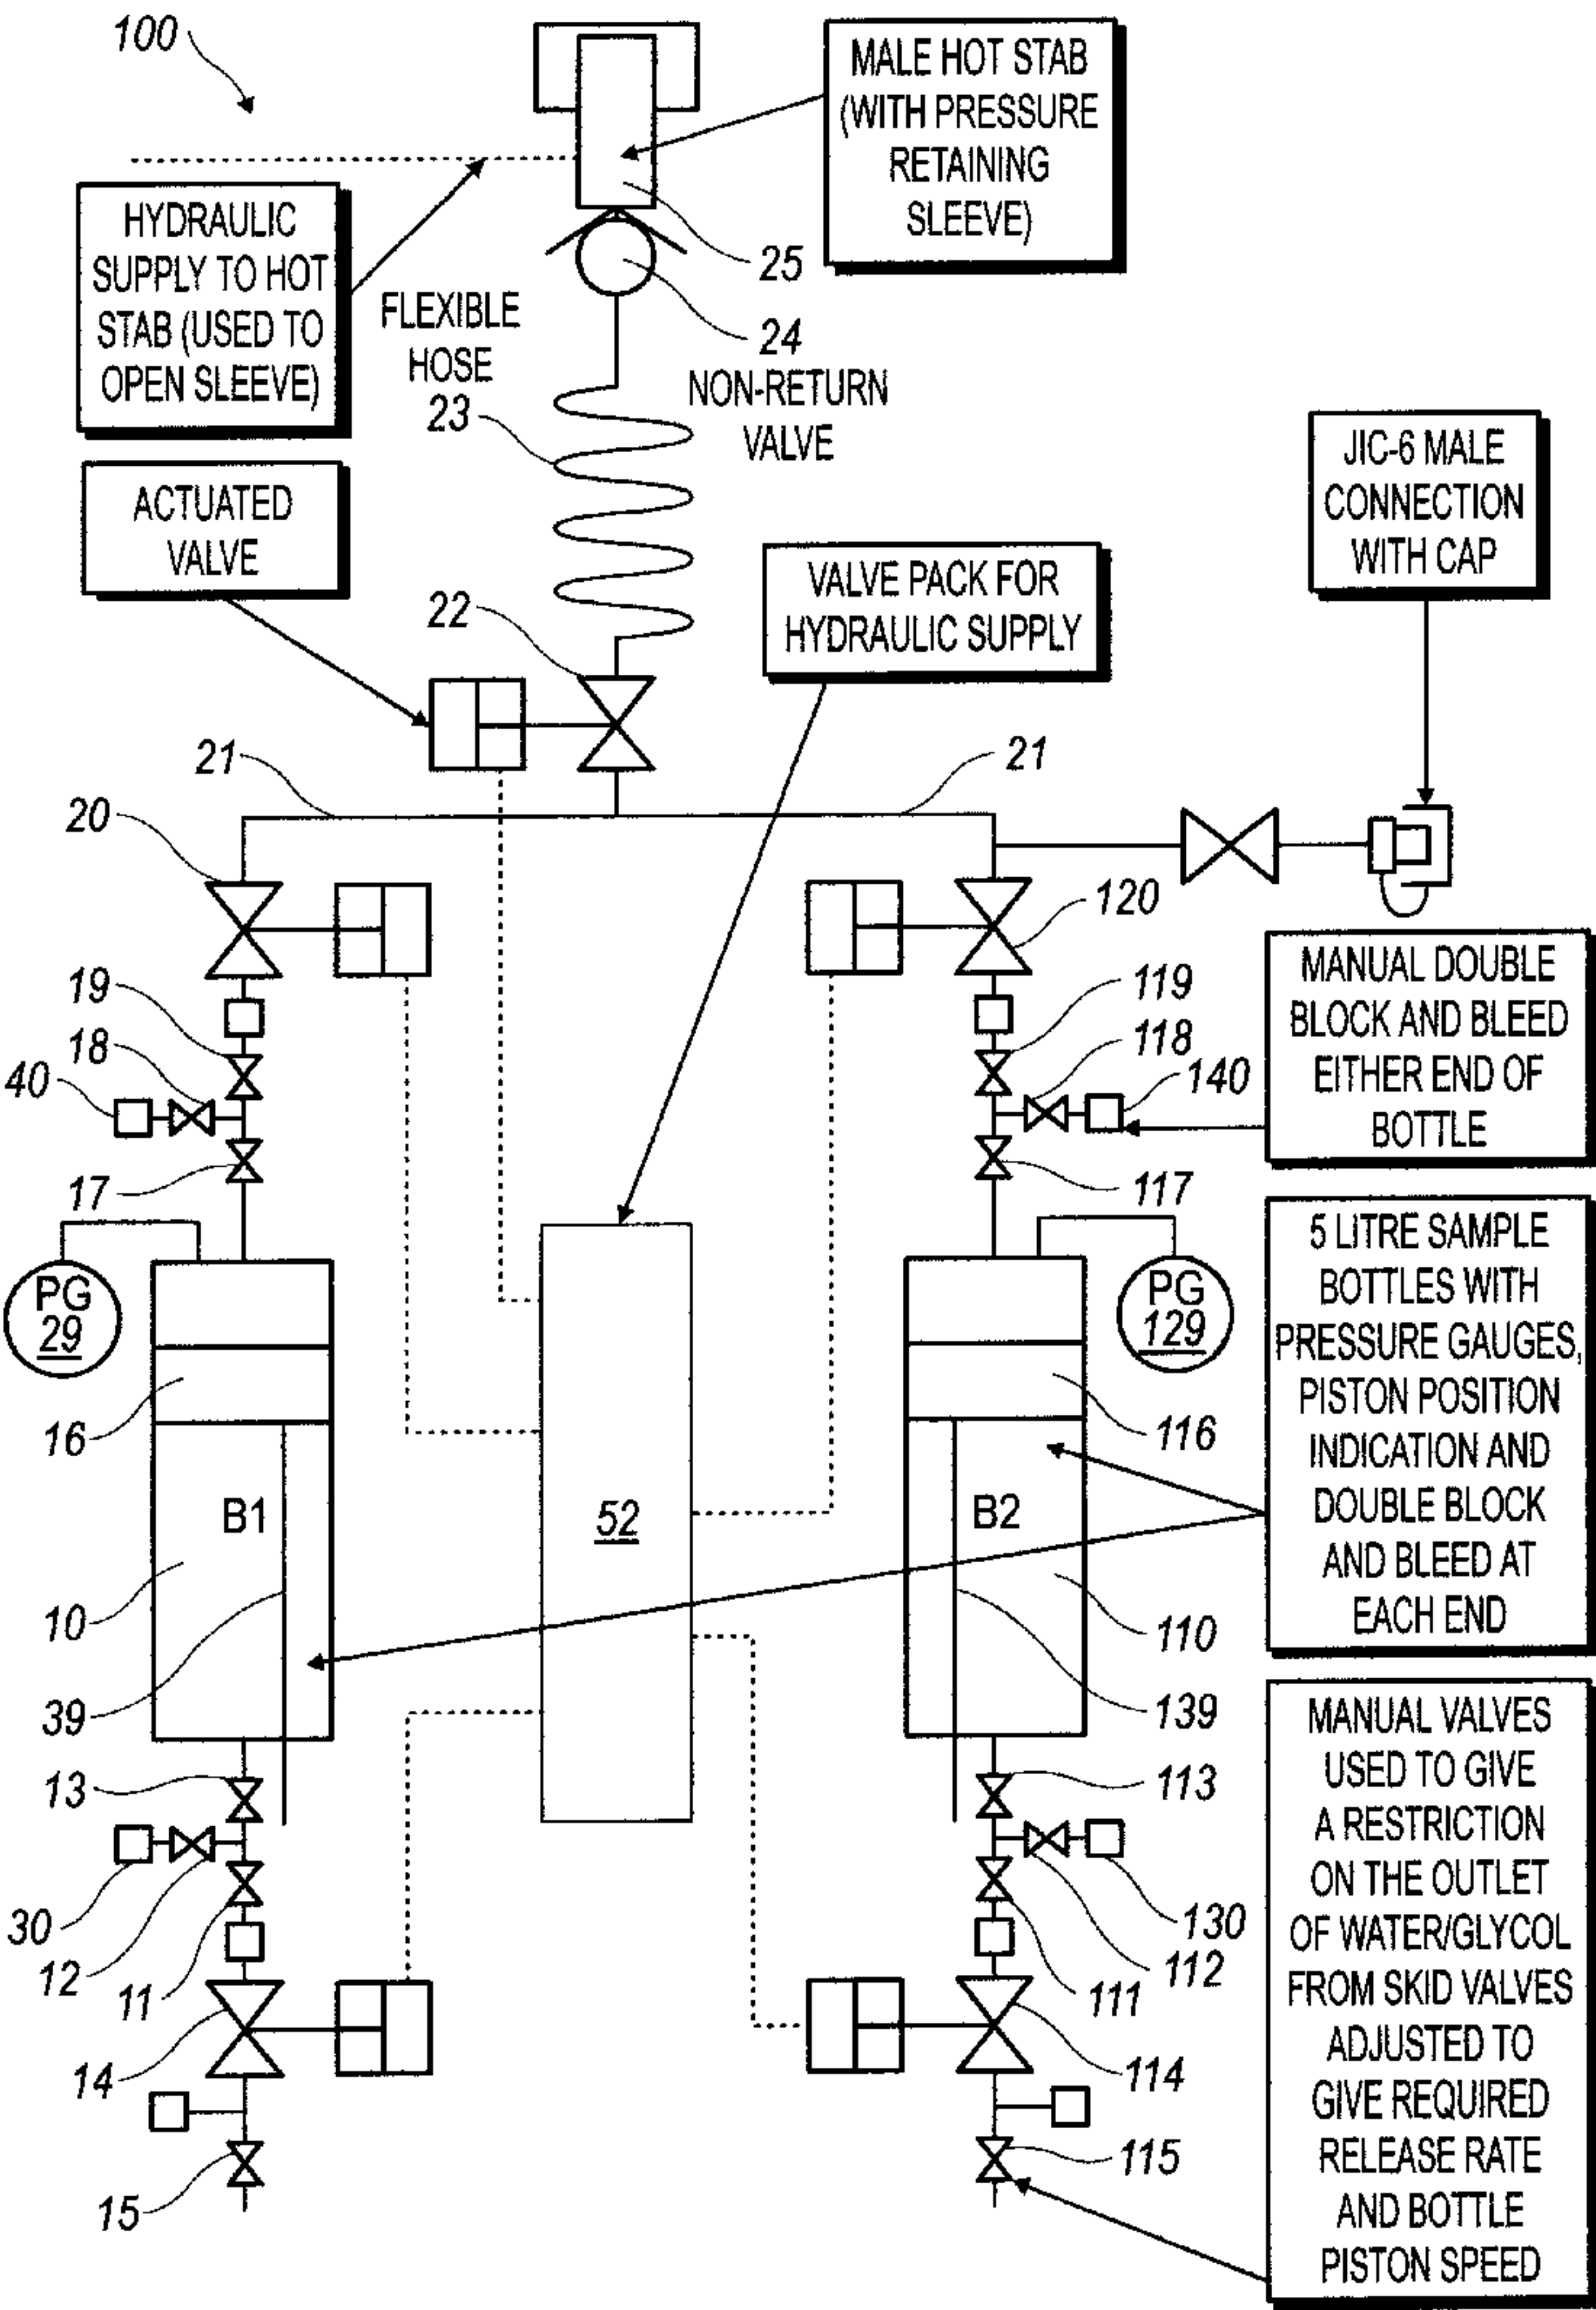 100
MALE HOT STAB
(WITH PRESSURE
RETAINING
SLEEVE)
HYDRAULIC
SUPPLY TO HOT
STAB (USED TO
OPEN SLEEVE)
25
FLEXIBLE
HOSE
23
24
NON-RETURN
VALVE
JIC-6 MALE
CONNECTION
WITH CAP
ACTUATED
VALVE
VALVE PACK FOR
HYDRAULIC SUPPLY
22
21
21
20
120
19
18
40
17
119
118
140
117
MANUAL DOUBLE
BLOCK AND BLEED
EITHER END OF
BOTTLE
PG
29
PG
129
5 LITRE SAMPLE
BOTTLES WITH
PRESSURE GAUGES,
PISTON POSITION
INDICATION AND
DOUBLE BLOCK
AND BLEED AT
EACH END
16
116
B1
52
B2
10
110
39
139
13
113
30
12
11
130
112
111
14
114
15
115
MANUAL VALVES
USED TO GIVE
A RESTRICTION
ON THE OUTLET
OF WATER/GLYCOL
FROM SKID VALVES
ADJUSTED TO
GIVE REQUIRED
RELEASE RATE
AND BOTTLE
PISTON SPEED